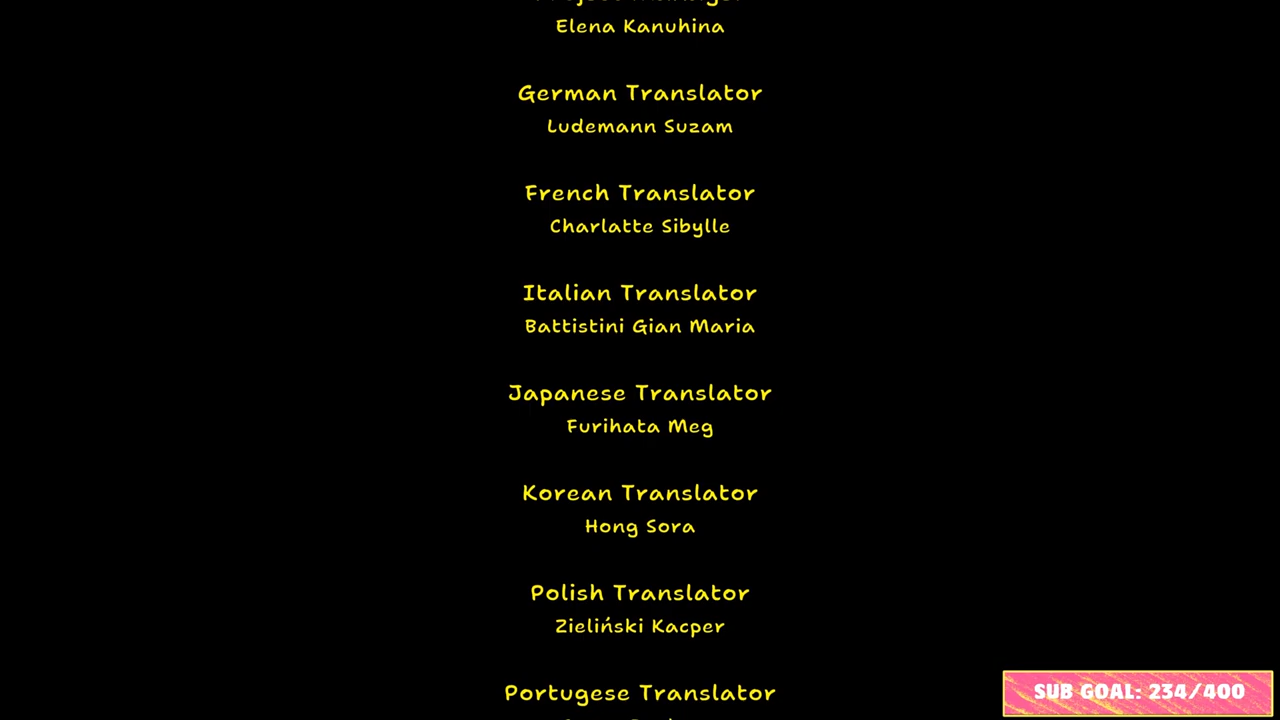 Elena Kanuhina
German Translator
Ludemann Suzam
French Translator
Charlatte Sibylle
Italian Translator
Battistini Gian Maria
Japanese Translator
Furihata Meg
Korean Translator
Hong Sora
Polish Translator
Zieliński Kacper
Portugese Translator
SUB GOAL: 234/400